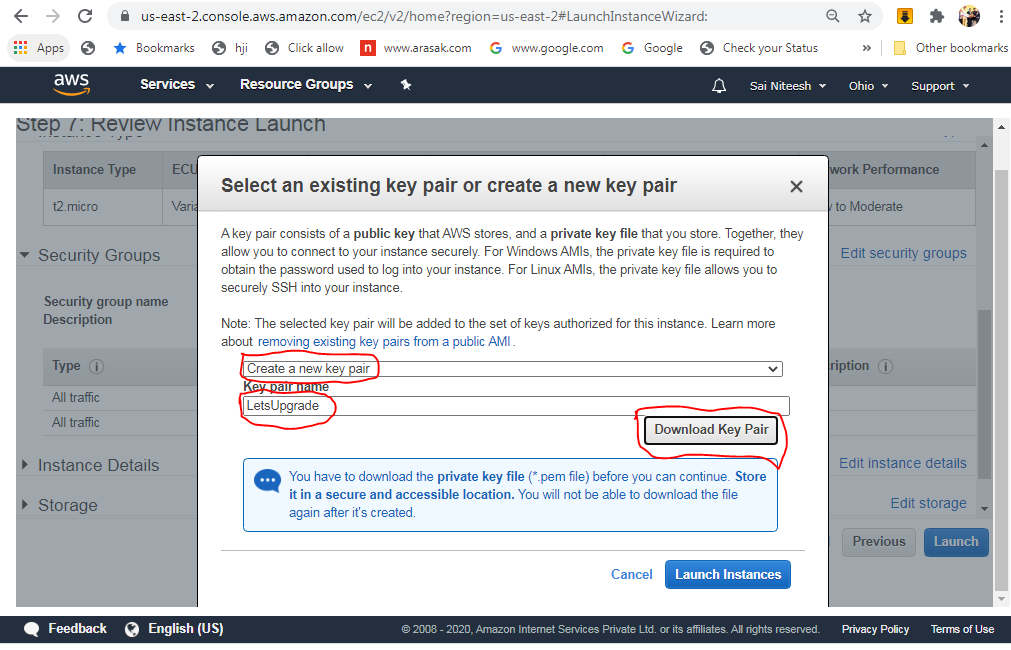 us-east-2.console.aws.amazon.com/ec2/v2/home?region=us-east-2#LaunchInstanceWizard:
Apps Bookmarks hji Click allow n www.arasak.com G www.google.com G Google Check your Status » Other bookmarks
aws Services Resource Groups Sai Niteesh Ohio Support
Step 7: Review Instance Launch
Instance Type
Instance Type ECU work Performance
t2.micro Varia to Moderate
Select an existing key pair or create a new key pair
A key pair consists of a public key that AWS stores, and a private key file that you store. Together, they
allow you to connect to your instance securely. For Windows AMIs, the private key file is required to
obtain the password used to log into your instance. For Linux AMIs, the private key file allows you to
securely SSH into your instance.
Note: The selected key pair will be added to the set of keys authorized for this instance. Learn more
about removing existing key pairs from a public AMI .
Create a new key pair
Key pair name
LetsUpgrade
Download Key Pair
You have to download the private key file (*.pem file) before you can continue. Store
it in a secure and accessible location. You will not be able to download the file
again after it's created.
Cancel Launch Instances
Security Groups Edit security groups
Security group name
Description
Type i ription i
All traffic
All traffic
Instance Details Edit instance details
Storage Edit storage
Previous Launch
Feedback English (US) © 2008 - 2020, Amazon Internet Services Private Ltd. or its affiliates. All rights reserved. Privacy Policy Terms of Use